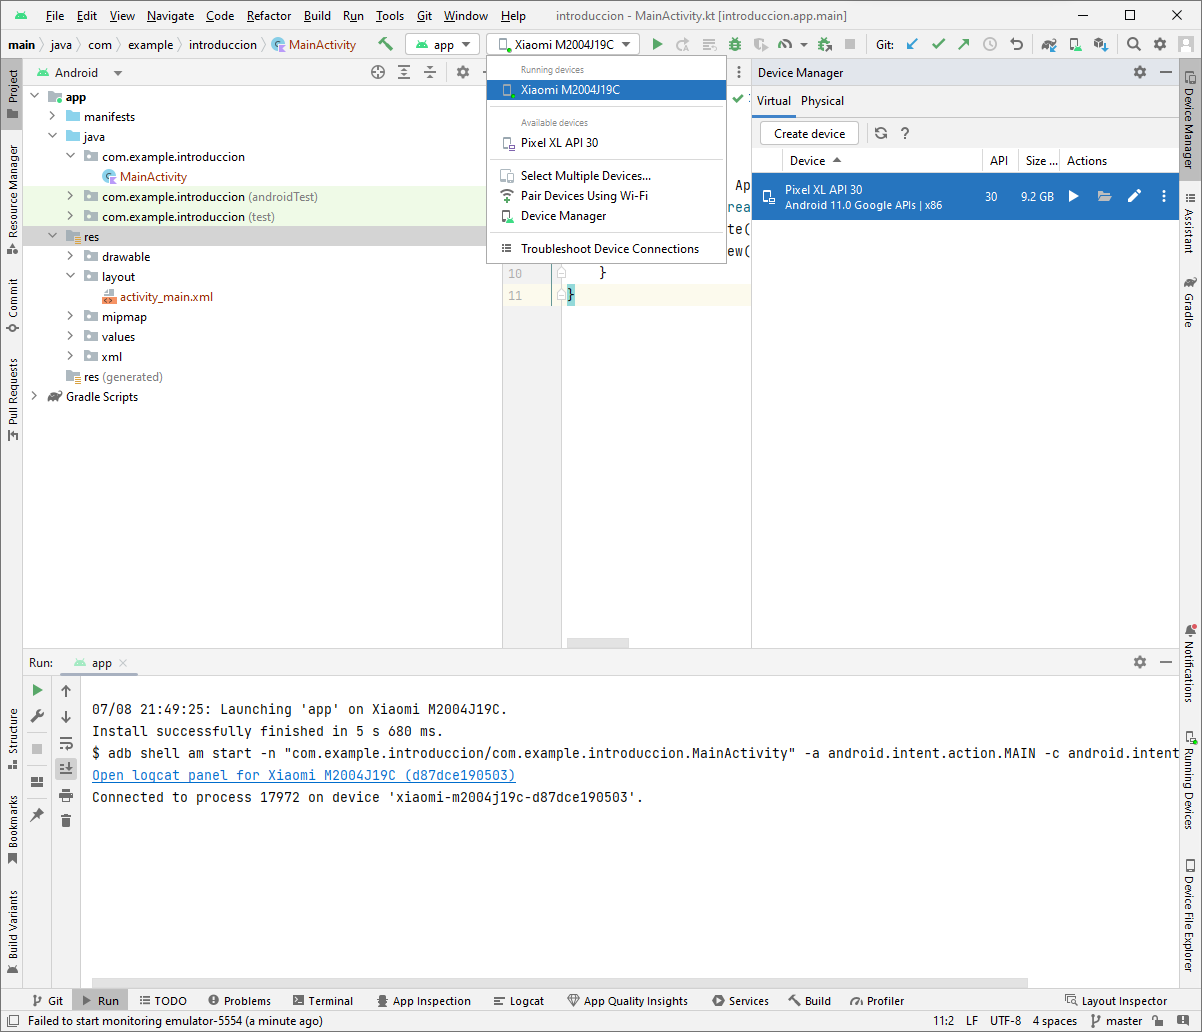 File Edit View Navigate Code Refactor Build Run Tools Git Window Help introduccion - MainActivity.kt [introduccion.app.main]
main java com example introduccion MainActivity app Xiaomi M2004J19C Git:
Project
Resource Manager
Commit
Pull Requests
Structure
Bookmarks
Build Variants
Android
app
manifests
java
com.example.introduccion
MainActivity
com.example.introduccion (androidTest)
com.example.introduccion (test)
res
drawable
layout
activity_main.xml
mipmap
values
xml
res (generated)
Gradle Scripts
Running devices
Xiaomi M2004J19C
Available devices
Pixel XL API 30
Select Multiple Devices...
Pair Devices Using Wi-Fi
Device Manager
Troubleshoot Device Connections
Ap
rea
te(
ew(
10 }
11 }
Device Manager
Virtual Physical
Create device ?
Device API Size ... Actions
Pixel XL API 30
Android 11.0 Google APIs | x86
30 9.2 GB
Device Manager
Assistant
Gradle
Notifications
Running Devices
Device File Explorer
Run: app
07/08 21:49:25: Launching 'app' on Xiaomi M2004J19C.
Install successfully finished in 5 s 680 ms.
$ adb shell am start -n "com.example.introduccion/com.example.introduccion.MainActivity" -a android.intent.action.MAIN -c android.intent
Open logcat panel for Xiaomi M2004J19C (d87dce190503)
Connected to process 17972 on device 'xiaomi-m2004j19c-d87dce190503'.
Git Run TODO Problems Terminal App Inspection Logcat App Quality Insights Services Build Profiler Layout Inspector
Failed to start monitoring emulator-5554 (a minute ago) 11:2 LF UTF-8 4 spaces master